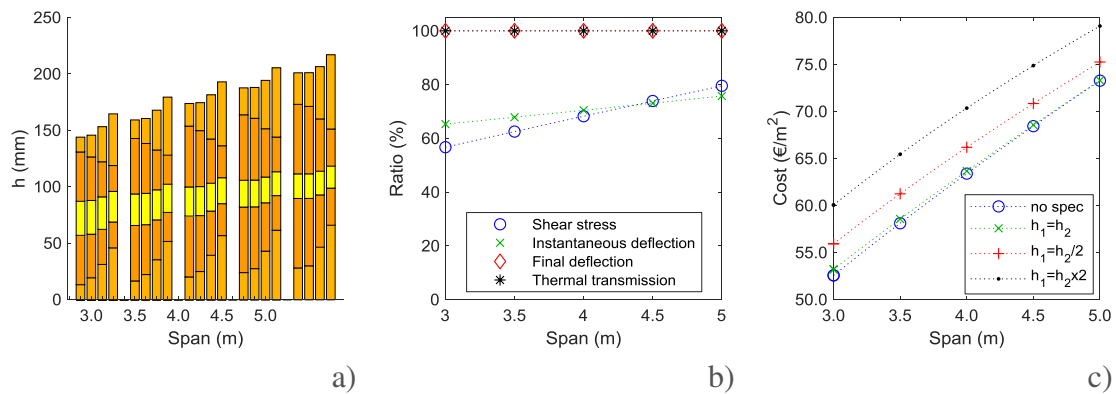 250
200
150
100
50
0
h (mm)
3.0 3.5 4.0 4.5 5.0
Span (m)
a)
100
80
60
40
20
0
Ratio (%)
Shear stress
Instantaneous deflection
Final deflection
Thermal transmission
3 3.5 4 4.5 5
Span (m)
b)
80.0
75.0
70.0
65.0
60.0
55.0
50.0
Cost (€/m²)
no spec
h₁=h₂
h₁=h₂/2
h₁=h₂x2
3.0 3.5 4.0 4.5 5.0
Span (m)
c)